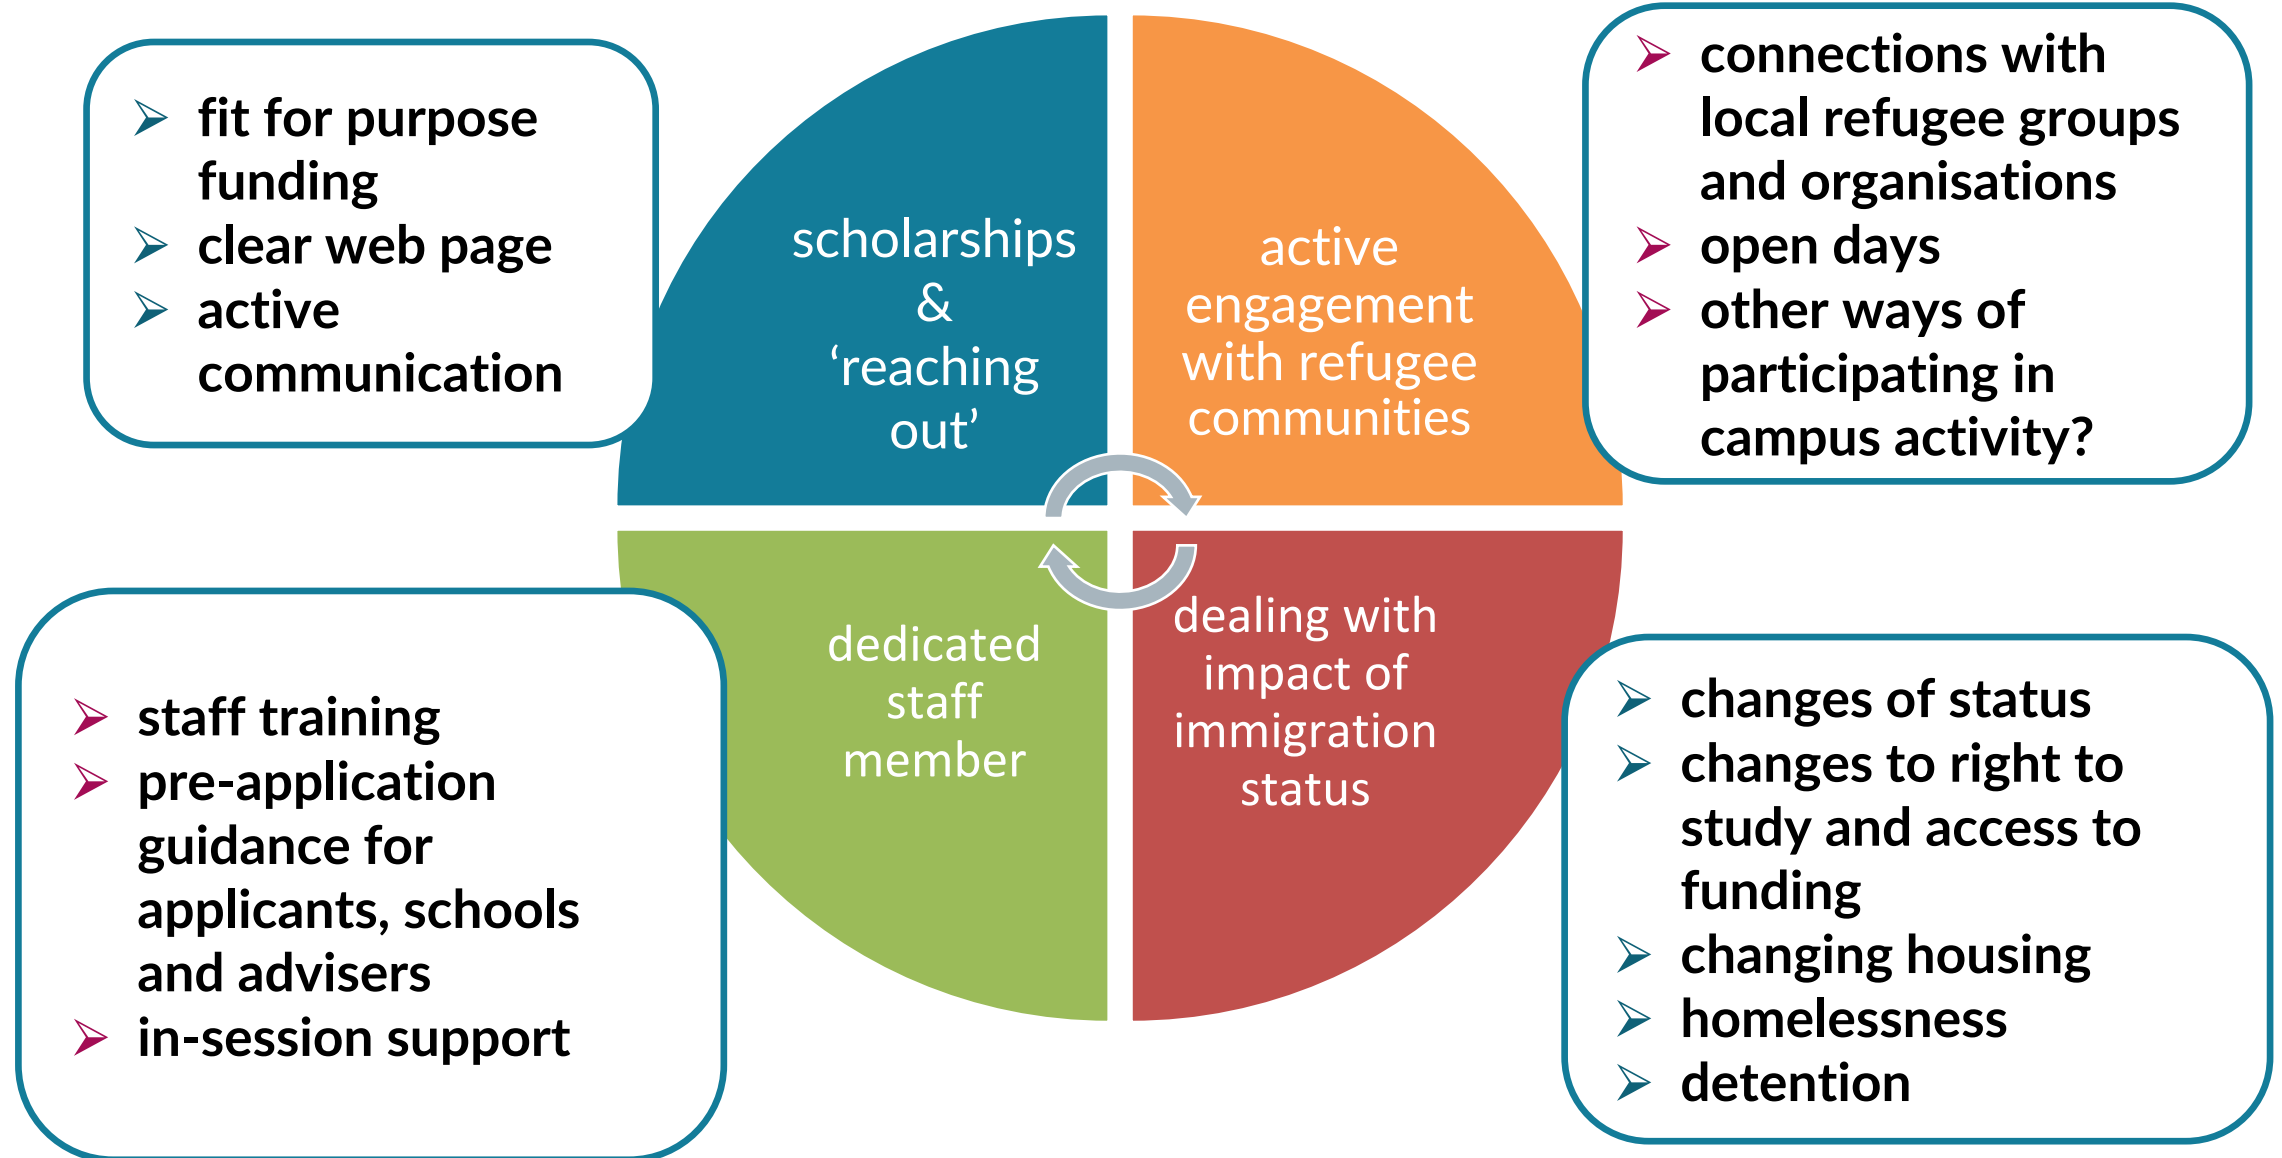 fit for purpose
funding
clear web page
active
communication
scholarships
&
‘reaching
out’
active
engagement
with refugee
communities
connections with
local refugee groups
and organisations
open days
other ways of
participating in
campus activity?
staff training
pre-application
guidance for
applicants, schools
and advisers
in-session support
dedicated
staff
member
dealing with
impact of
immigration
status
changes of status
changes to right to
study and access to
funding
changing housing
homelessness
detention